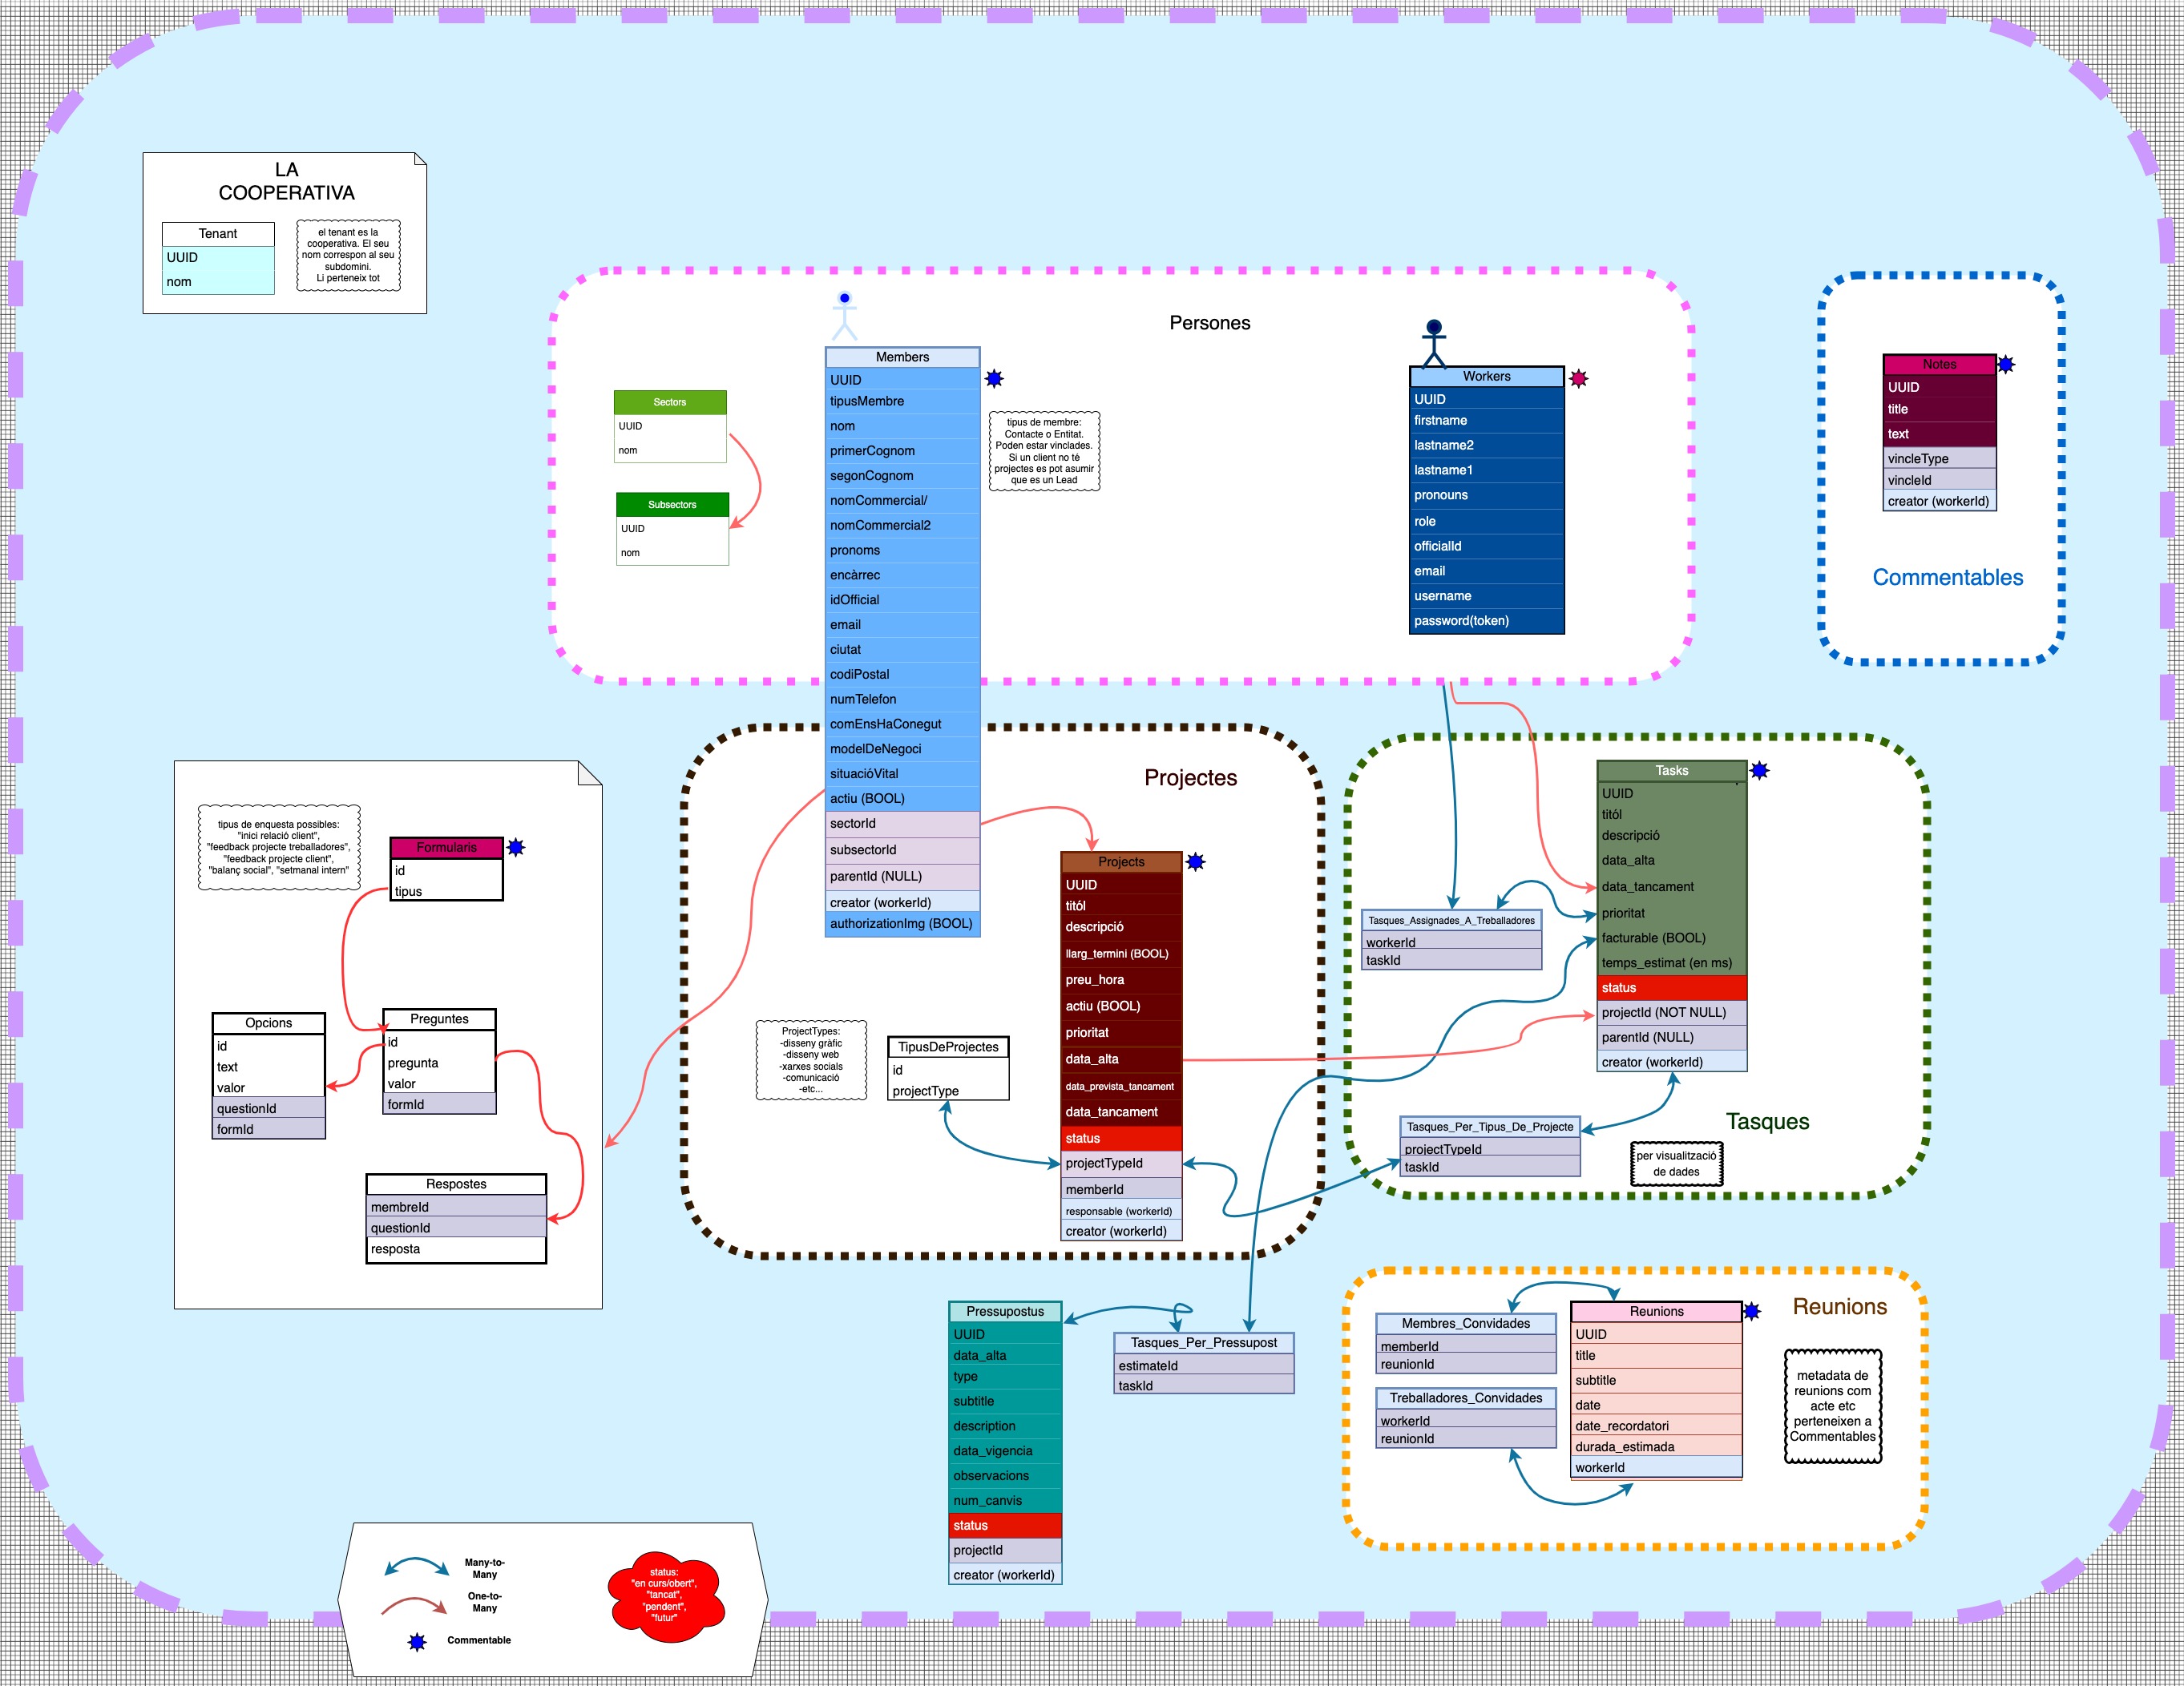 LA
COOPERATIVA
Tenant
UUID
nom
el tenant es la
cooperativa. El seu
nom correspon al seu
subdomini.
Li perteneix tot
Persones
Sectors
UUID
nom
Subsectors
UUID
nom
Members
UUID
tipusMembre
nom
primerCognom
segonCognom
nomCommercial/
nomCommercial2
pronoms
encàrrec
idOfficial
email
ciutat
codiPostal
numTelefon
comEnsHaConegut
modelDeNegoci
situacióVital
actiu (BOOL)
sectorId
subsectorId
parentId (NULL)
creator (workerId)
authorizationImg (BOOL)
tipus de membre:
Contacte o Entitat.
Poden estar vinclades.
Si un client no té
projectes es pot asumir
que es un Lead
Workers
UUID
firstname
lastname2
lastname1
pronouns
role
officialId
email
username
password(token)
Notes
UUID
title
text
vincleType
vincleId
creator (workerId)
Commentables
tipus de enquesta possibles:
"inici relació client",
"feedback projecte treballadores",
"feedback projecte client",
"balanç social", "setmanal intern"
Formularis
id
tipus
Opcions
id
text
valor
questionId
formId
Preguntes
id
pregunta
valor
formId
Respostes
membreId
questionId
resposta
Projectes
ProjectTypes:
-disseny gràfic
-disseny web
-xarxes socials
-comunicació
-etc...
TipusDeProjectes
id
projectType
Projects
UUID
titól
descripció
llarg_termini (BOOL)
preu_hora
actiu (BOOL)
prioritat
data_alta
data_prevista_tancament
data_tancament
status
projectTypeId
memberId
responsable (workerId)
creator (workerId)
Tasks
UUID
titól
descripció
data_alta
data_tancament
prioritat
facturable (BOOL)
temps_estimat (en ms)
status
projectId (NOT NULL)
parentId (NULL)
creator (workerId)
Tasques_Assignades_A_Treballadores
workerId
taskId
Tasques_Per_Tipus_De_Projecte
projectTypeId
taskId
Tasques
per visualització
de dades
Pressupostus
UUID
data_alta
type
subtitle
description
data_vigencia
observacions
num_canvis
status
projectId
creator (workerId)
Tasques_Per_Pressupost
estimateId
taskId
Membres_Convidades
memberId
reunionId
Treballadores_Convidades
workerId
reunionId
Reunions
UUID
title
subtitle
date
date_recordatori
durada_estimada
workerId
Reunions
metadata de
reunions com
acte etc
perteneixen a
Commentables
Many-to-
Many
One-to-
Many
Commentable
status:
"en curs/obert",
"tancat",
"pendent",
"futur"